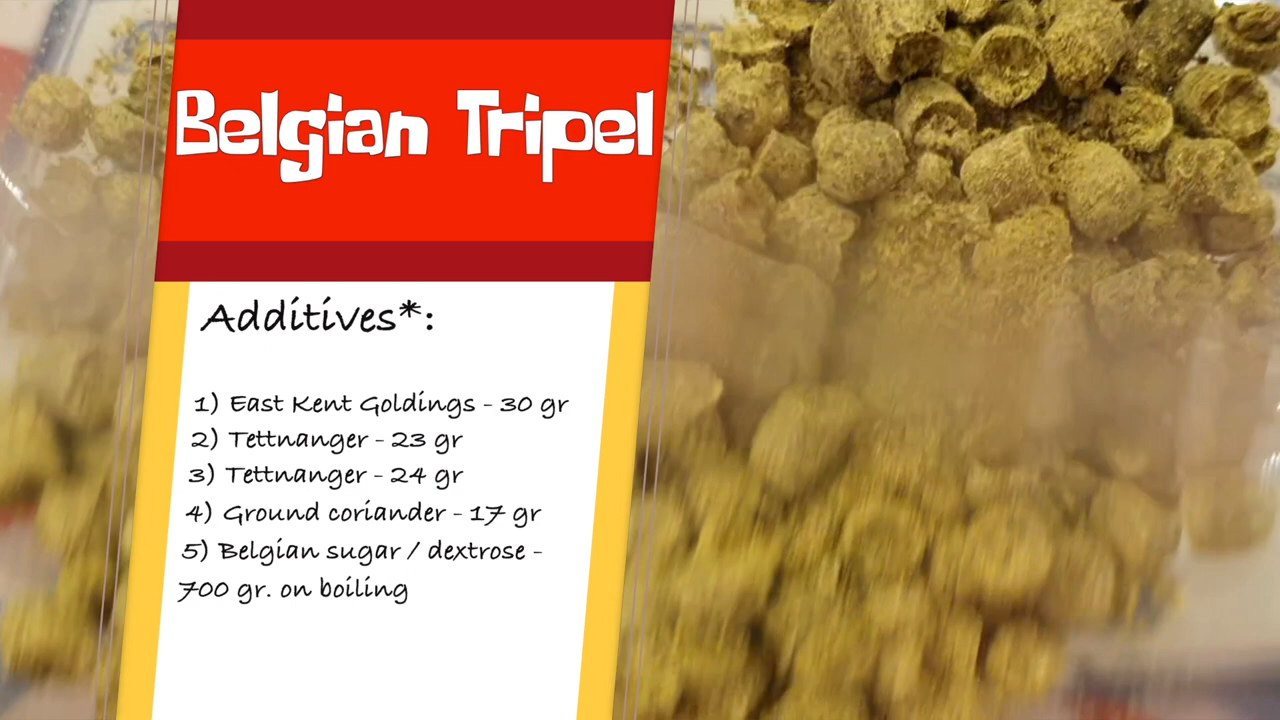 Belgian Tripel
Additives*:
1) East Kent Goldings - 30 gr
2) Tettnanger - 23 gr
3) Tettnanger - 24 gr
4) Ground coriander - 17 gr
5) Belgian sugar / dextrose -
700 gr. on boiling